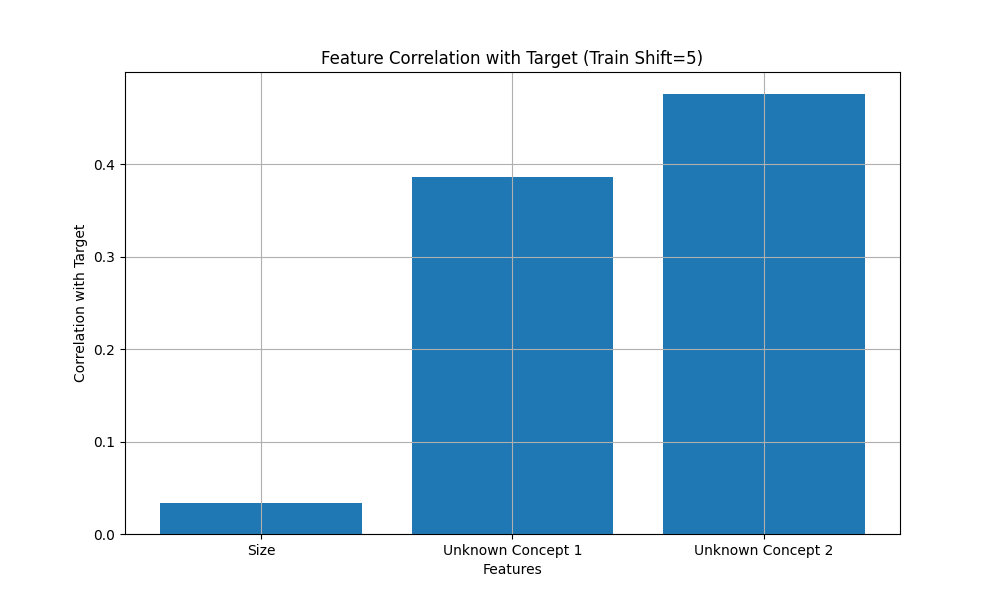 Feature Correlation with Target (Train Shift=5)
Correlation with Target
0.4
0.3
0.2
0.1
0.0
Size
Unknown Concept 1
Unknown Concept 2
Features